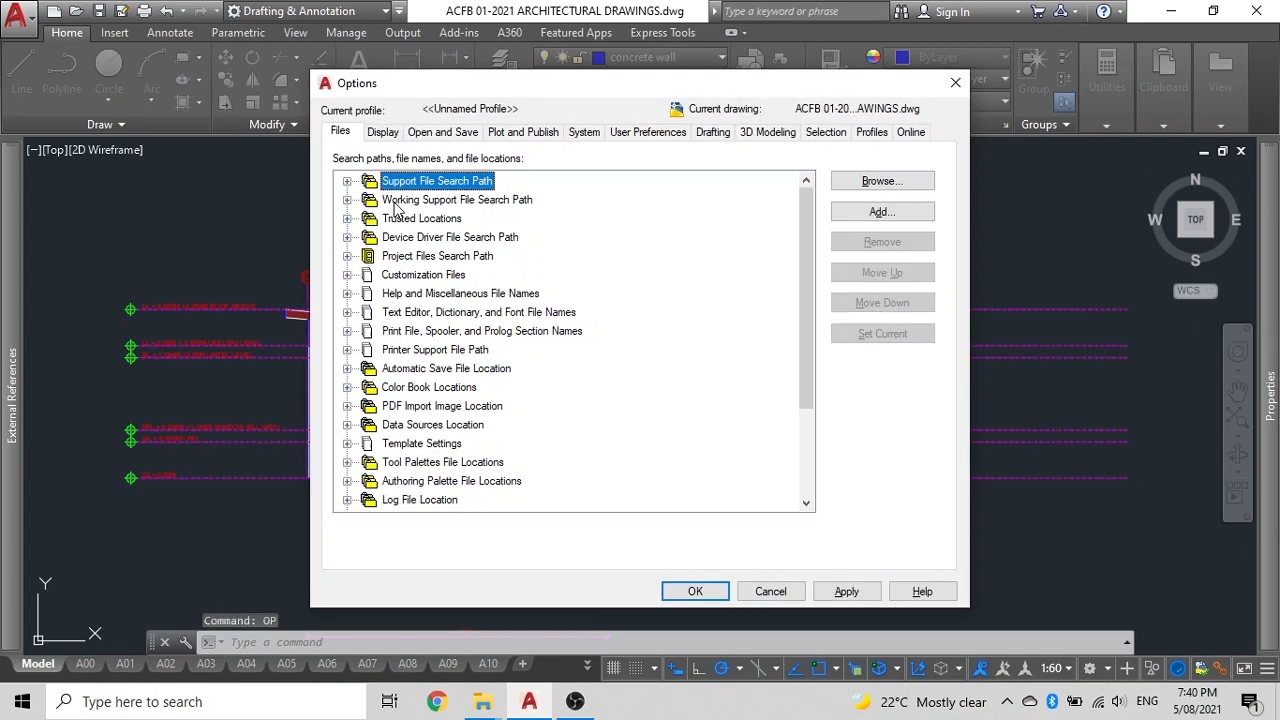 Drawing & Annotation
ACFB 01-2021 ARCHITECTURAL DRAWINGS.dwg
Type a keyword or phrase
Sign In
Home Insert Annotate Parametric View Manage Output Add-ins A360 Featured Apps Express Tools
Line Polyline Circle Arc
Draw
Modify
concrete wall
ByLayer
Group
Groups
Utilities
Clipboard
View
[−][Top][2D Wireframe]
Options
Current profile: <<Unnamed Profile>> Current drawing: ACFB 01-20...AWINGS.dwg
Files Display Open and Save Plot and Publish System User Preferences Drafting 3D Modeling Selection Profiles Online
Search paths, file names, and file locations:
Support File Search Path
Working Support File Search Path
Trusted Locations
Device Driver File Search Path
Project Files Search Path
Customization Files
Help and Miscellaneous File Names
Text Editor, Dictionary, and Font File Names
Print File, Spooler, and Prolog Section Names
Printer Support File Path
Automatic Save File Location
Color Book Locations
PDF Import Image Location
Data Sources Location
Template Settings
Tool Palettes File Locations
Authoring Palette File Locations
Log File Location
Browse...
Add...
Remove
Move Up
Move Down
Set Current
OK Cancel Apply Help
N
W TOP E
S
WCS
External References
Properties
Y
X
Command: OP
Type a command
Model A00 A01 A02 A03 A04 A05 A06 A07 A08 A09 A10
1:60
Type here to search
22°C Mostly clear
ENG
7:40 PM
5/08/2021
1